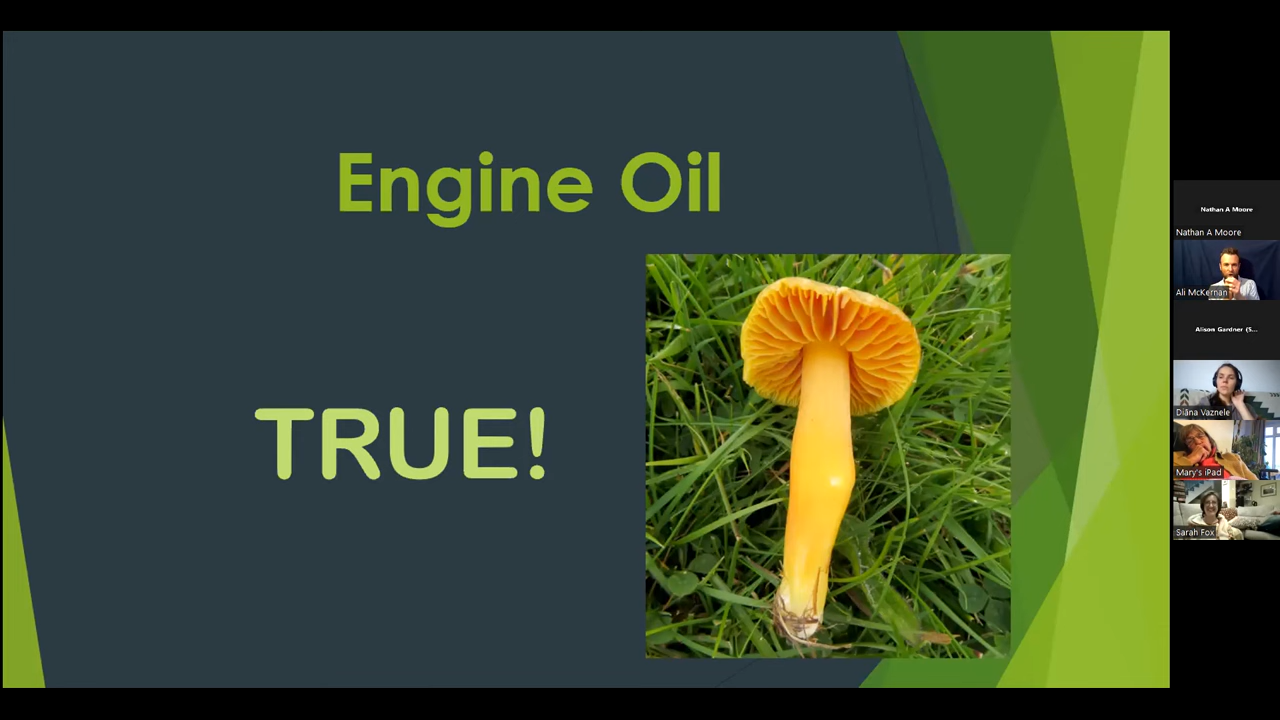 Engine Oil
TRUE!
Nathan A Moore
Nathan A Moore
Ali McKernan
Alison Gardner (S...
Diāna Vaznele
Mary's iPad
Sarah Fox